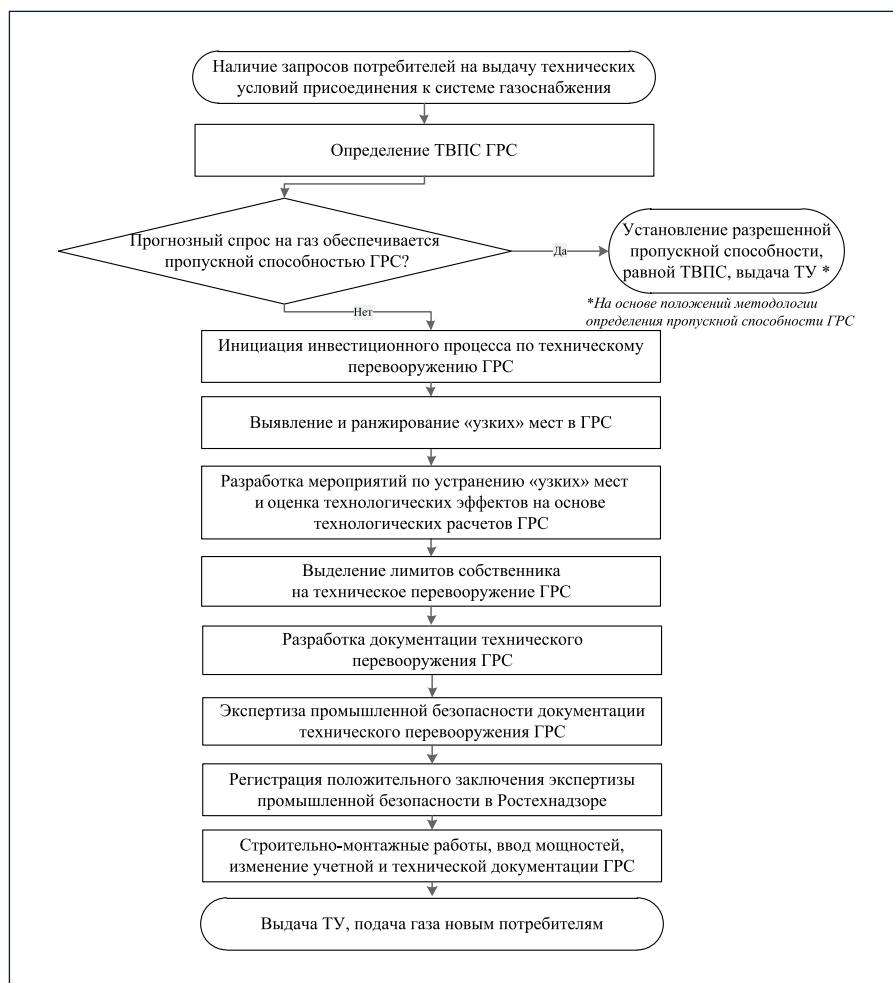 Наличие запросов потребителей на выдачу технических
условий присоединения к системе газоснабжения
Определение ТВПС ГРС
Прогнозный спрос на газ обеспечивается
пропускной способностью ГРС?
Да
Установление разрешенной
пропускной способности,
равной ТВПС, выдача ТУ *
*На основе положений методологии
определения пропускной способности ГРС
Нет
Инициация инвестиционного процесса по техническому
перевооружению ГРС
Выявление и ранжирование «узких» мест в ГРС
Разработка мероприятий по устранению «узких» мест
и оценка технологических эффектов на основе
технологических расчетов ГРС
Выделение лимитов собственника
на техническое перевооружение ГРС
Разработка документации технического
перевооружения ГРС
Экспертиза промышленной безопасности документации
технического перевооружения ГРС
Регистрация положительного заключения экспертизы
промышленной безопасности в Ростехнадзоре
Строительно-монтажные работы, ввод мощностей,
изменение учетной и технической документации ГРС
Выдача ТУ, подача газа новым потребителям